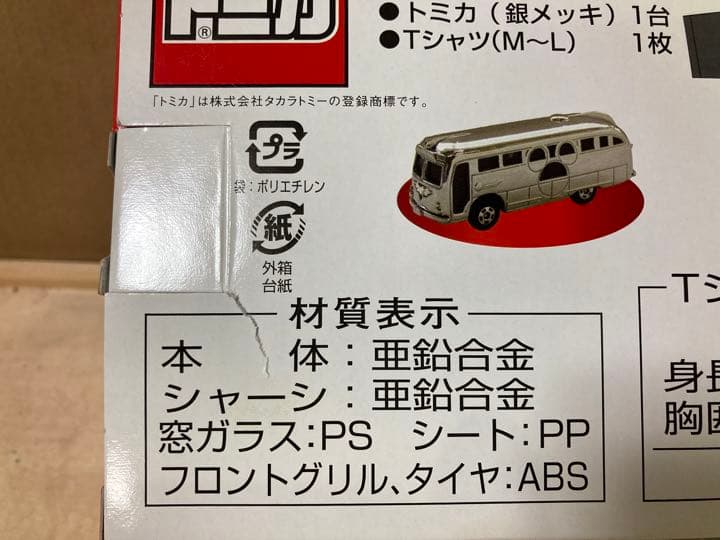 トミカ
®
●トミカ（銀メッキ）1台
●Tシャツ(M〜L) 1枚
「トミカ」は株式会社タカラトミーの登録商標です。
プラ
袋：ポリエチレン
紙
外箱
台紙
材質表示
本 体：亜鉛合金
シャーシ：亜鉛合金
窓ガラス：PS シート：PP
フロントグリル、タイヤ：ABS
身長
胸囲